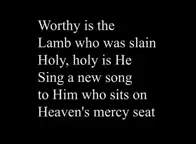 Worthy is the
Lamb who was slain
Holy, holy is He
Sing a new song
to Him who sits on
Heaven's mercy seat